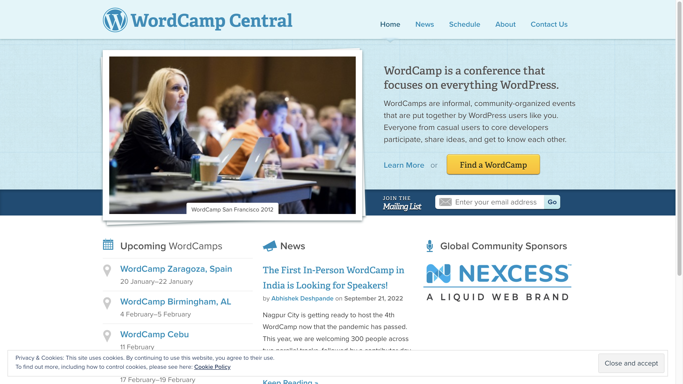 WordCamp Central
Home News Schedule About Contact Us
WordCamp San Francisco 2012
WordCamp is a conference that
focuses on everything WordPress.
WordCamps are informal, community-organized events
that are put together by WordPress users like you.
Everyone from casual users to core developers
participate, share ideas, and get to know each other.
Learn More or Find a WordCamp
JOIN THE
Mailing List
Enter your email address Go
Upcoming WordCamps
WordCamp Zaragoza, Spain
20 January–22 January
WordCamp Birmingham, AL
4 February–5 February
WordCamp Cebu
11 February
17 February–19 February
News
The First In-Person WordCamp in
India is Looking for Speakers!
by Abhishek Deshpande on September 21, 2022
Nagpur City is getting ready to host the 4th
WordCamp now that the pandemic has passed.
This year, we are welcoming 300 people across
Keep Reading »
Global Community Sponsors
NEXCESS
A LIQUID WEB BRAND
Privacy & Cookies: This site uses cookies. By continuing to use this website, you agree to their use.
To find out more, including how to control cookies, please see here: Cookie Policy
Close and accept